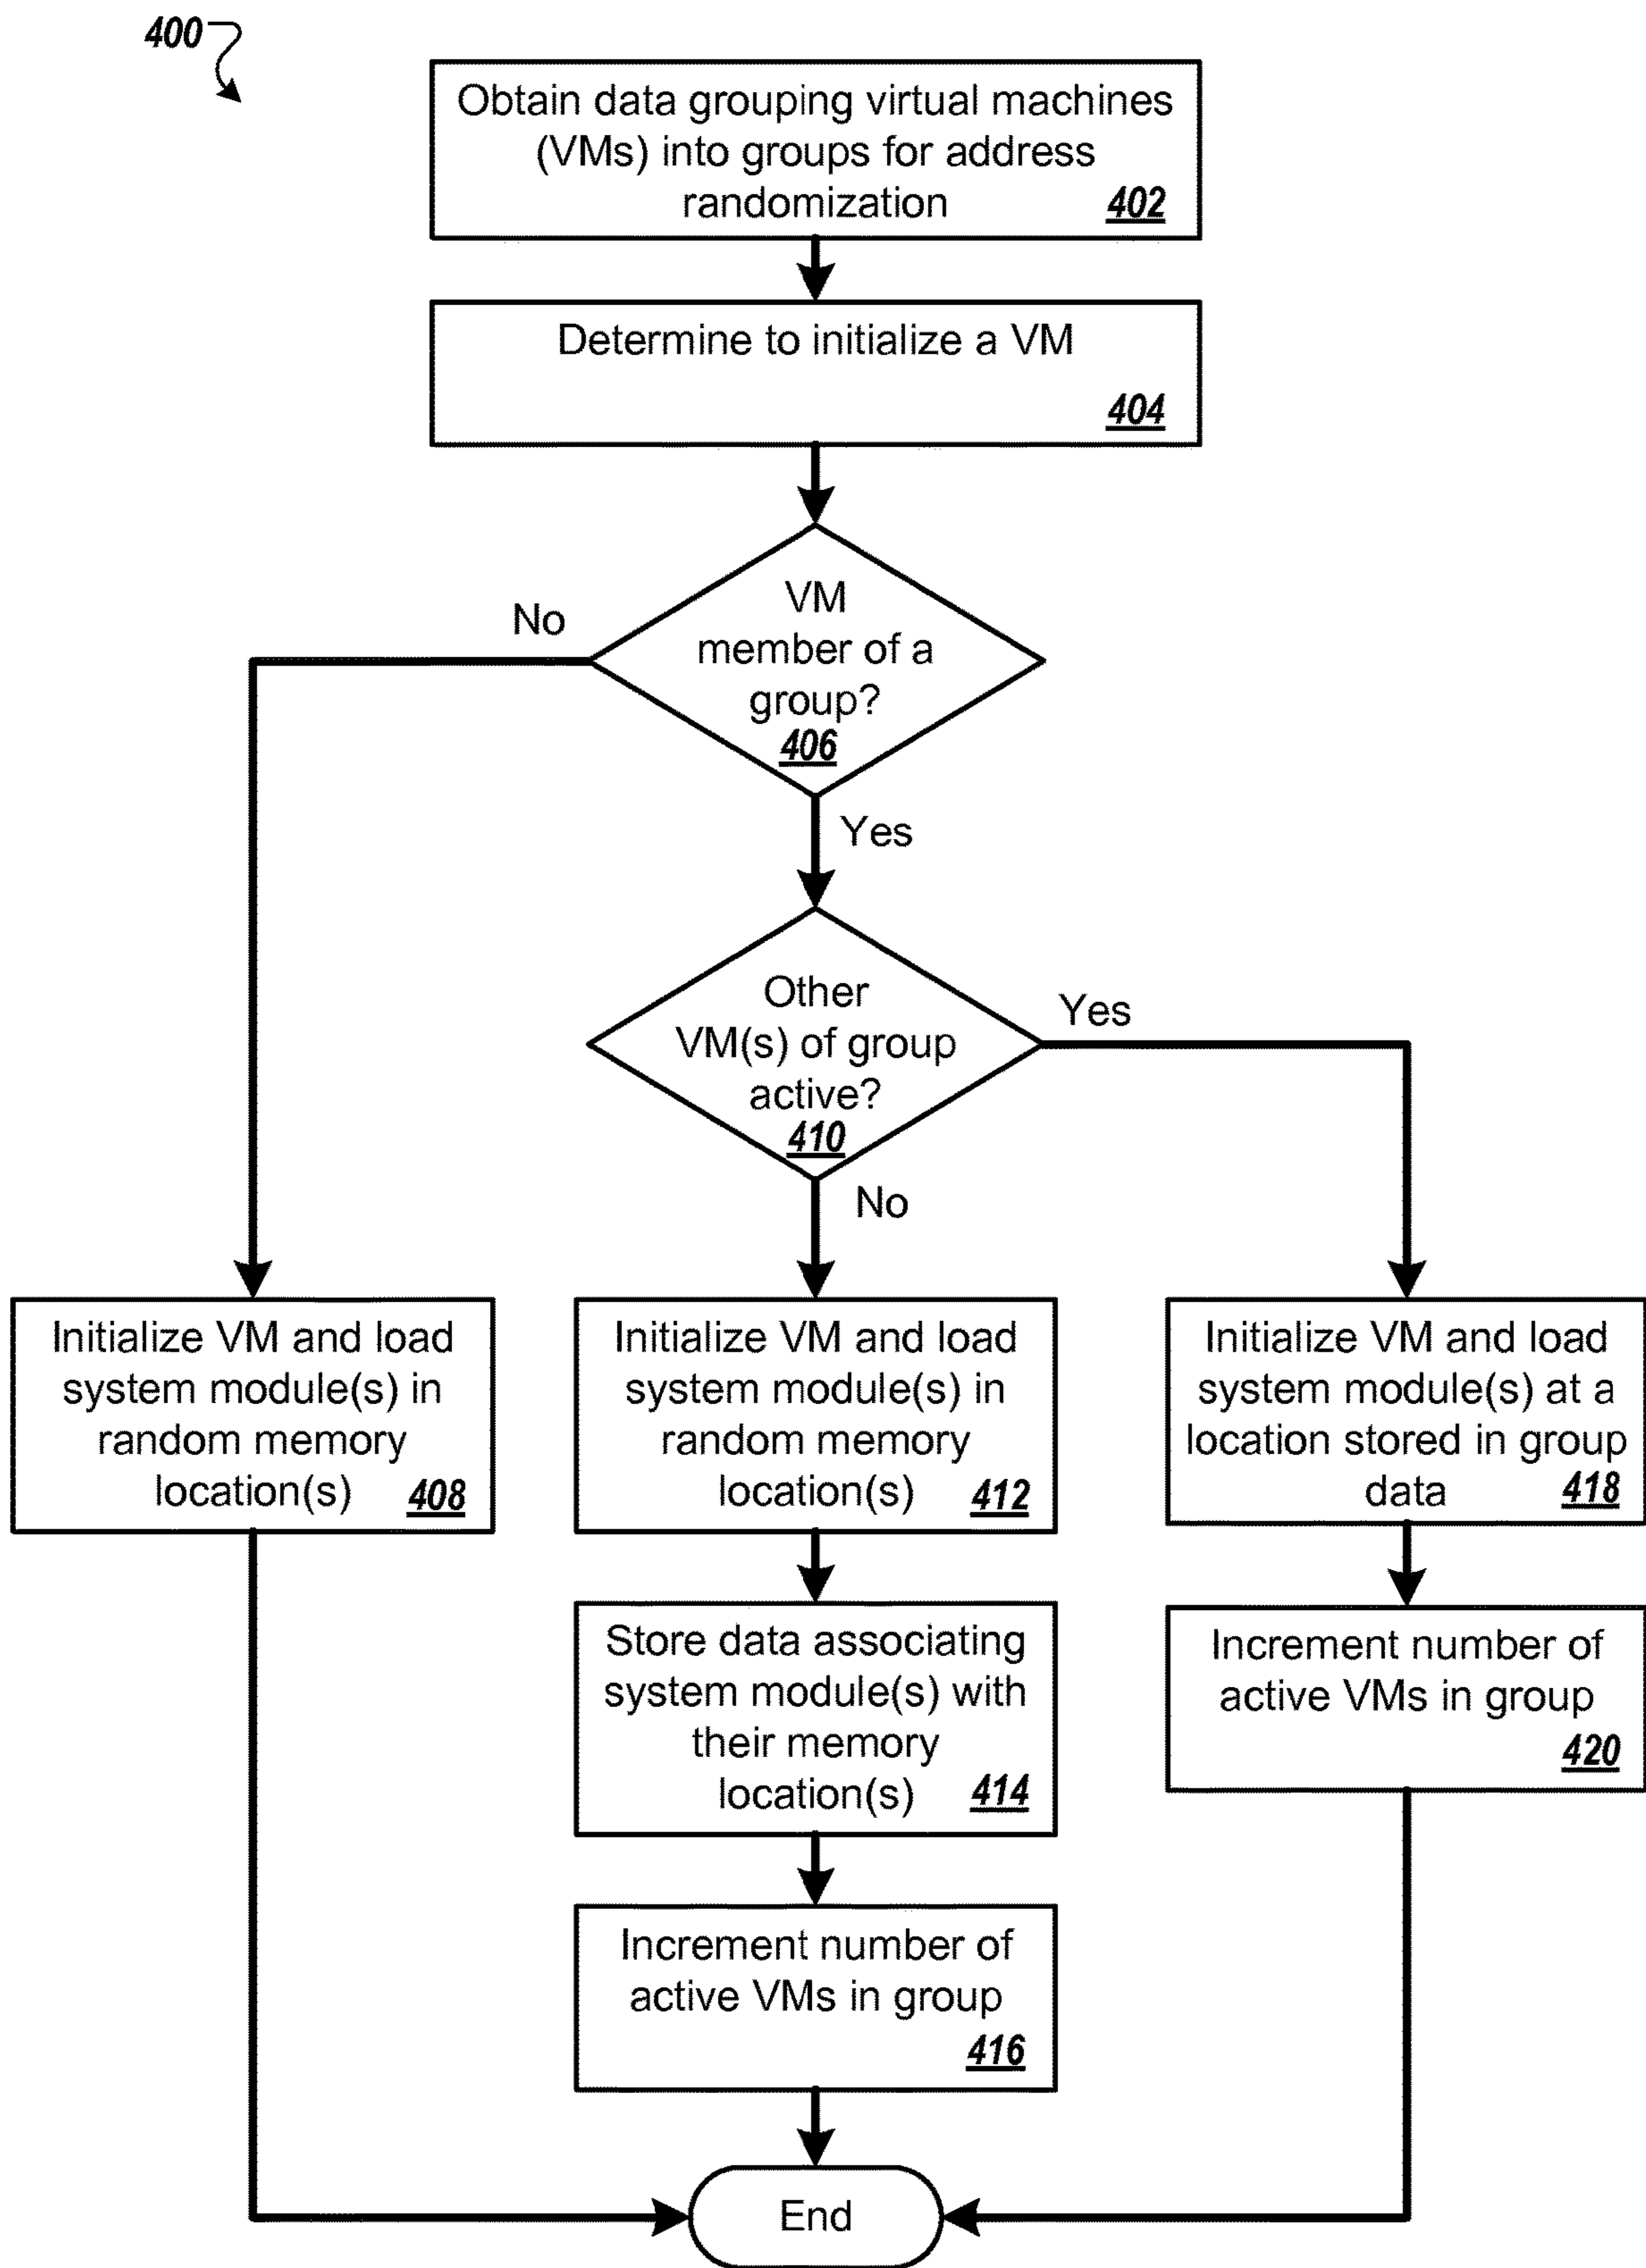 400
Obtain data grouping virtual machines
(VMs) into groups for address
randomization 402
Determine to initialize a VM
404
VM
member of a
group?
406
No
Yes
Other
VM(s) of group
active?
410
Yes
No
Initialize VM and load
system module(s) in
random memory
location(s) 408
Initialize VM and load
system module(s) in
random memory
location(s) 412
Initialize VM and load
system module(s) at a
location stored in group
data 418
Store data associating
system module(s) with
their memory
location(s) 414
Increment number of
active VMs in group
420
Increment number of
active VMs in group
416
End